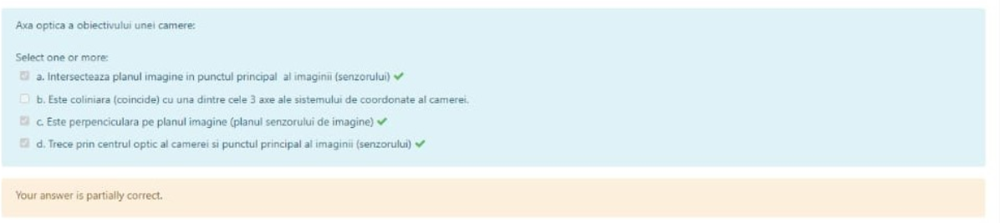 Axa optica a obiectivului unei camere:
Select one or more:
a. Intersecteaza planul imagine in punctul principal al imaginii (senzorului)
b. Este coliniara (coincide) cu una dintre cele 3 axe ale sistemului de coordonate al camerei.
c. Este perpenciculara pe planul imagine (planul senzorului de imagine)
d. Trece prin centrul optic al camerei si punctul principal al imaginii (senzorului)
Your answer is partially correct.